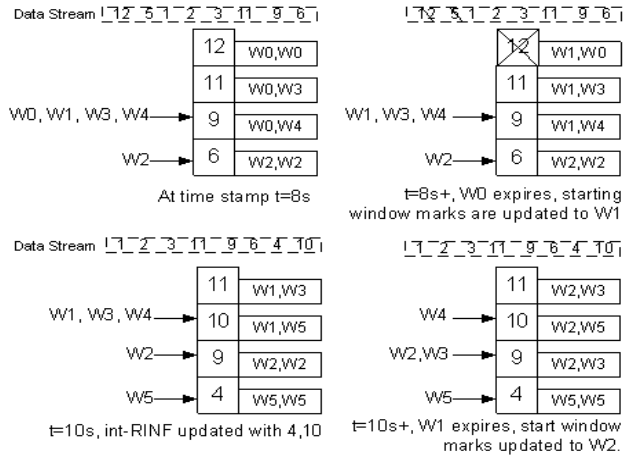 Data Stream 12 5 1 2 3 11 9 6
12 W0,W0
11 W0,W3
W0, W1, W3, W4 9 W0,W4
W2 6 W2,W2
At time stamp t=8s
12 5 1 2 3 11 9 6
12 W1,W0
11 W1,W3
W1, W3, W4 9 W1,W4
W2 6 W2,W2
t=8s+, W0 expires, starting
window marks are updated to W1
Data Stream 1 2 3 11 9 6 4 10
11 W1,W3
W1, W3, W4 10 W1,W5
W2 9 W2,W2
W5 4 W5,W5
t=10s, int-RINF updated with 4,10
1 2 3 11 9 6 4 10
11 W2,W3
W4 10 W2,W5
W2,W3 9 W2,W3
W5 4 W5,W5
t=10s+, W1 expires, start window
marks updated to W2.